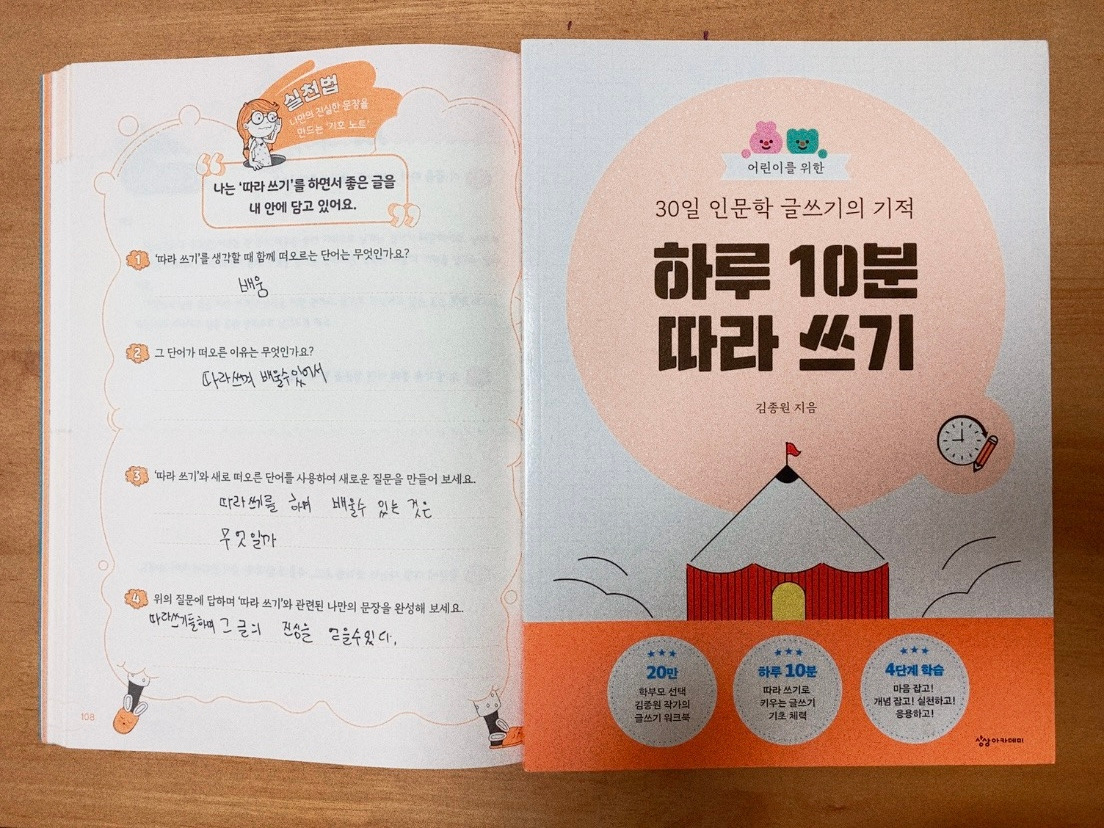 실천법
나만의 진실한 문장을
만드는 '기초 노트'
나는 '따라 쓰기'를 하면서 좋은 글을
내 안에 담고 있어요.
1 '따라 쓰기'를 생각할 때 함께 떠오르는 단어는 무엇인가요?
배움
2 그 단어가 떠오른 이유는 무엇인가요?
따라쓰며 배울수있어서
3 '따라 쓰기'와 새로 떠오른 단어를 사용하여 새로운 질문을 만들어 보세요.
따라쓰기를 하며 배울수 있는 것은
무엇일까
4 위의 질문에 답하며 '따라 쓰기'와 관련된 나만의 문장을 완성해 보세요.
따라쓰기를하며 그 글의 진심을 얻을수있다.
108
어린이를 위한
30일 인문학 글쓰기의 기적
하루 10분
따라 쓰기
김종원 지음
20만
학부모 선택
김종원 작가의
글쓰기 워크북
하루 10분
따라 쓰기로
키우는 글쓰기
기초 체력
4단계 학습
마음 잡고!
개념 잡고! 실천하고!
응용하고!
상상아카데미